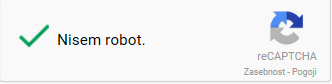 Nisem robot.
reCAPTCHA
Zasebnost - Pogoji